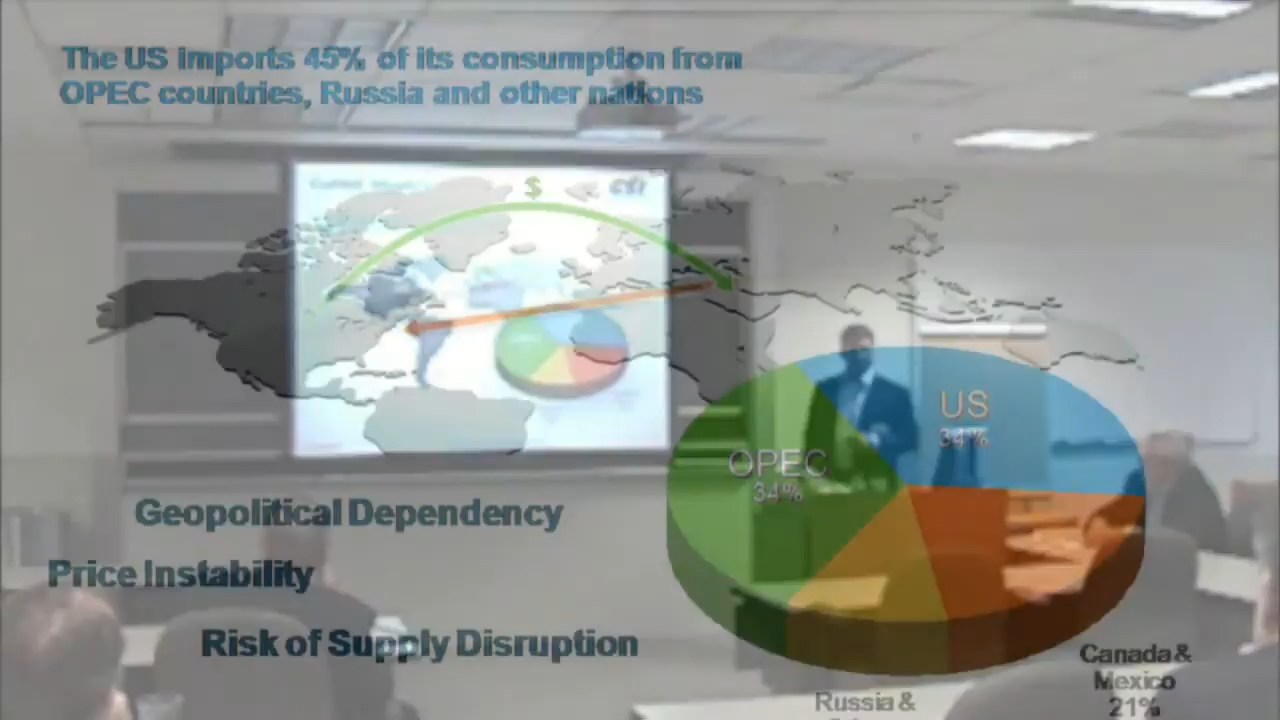 The US imports 45% of its consumption from
OPEC countries, Russia and other nations
$
US
34%
OPEC
34%
Geopolitical Dependency
Price Instability
Risk of Supply Disruption
Canada &
Mexico
21%
Russia &